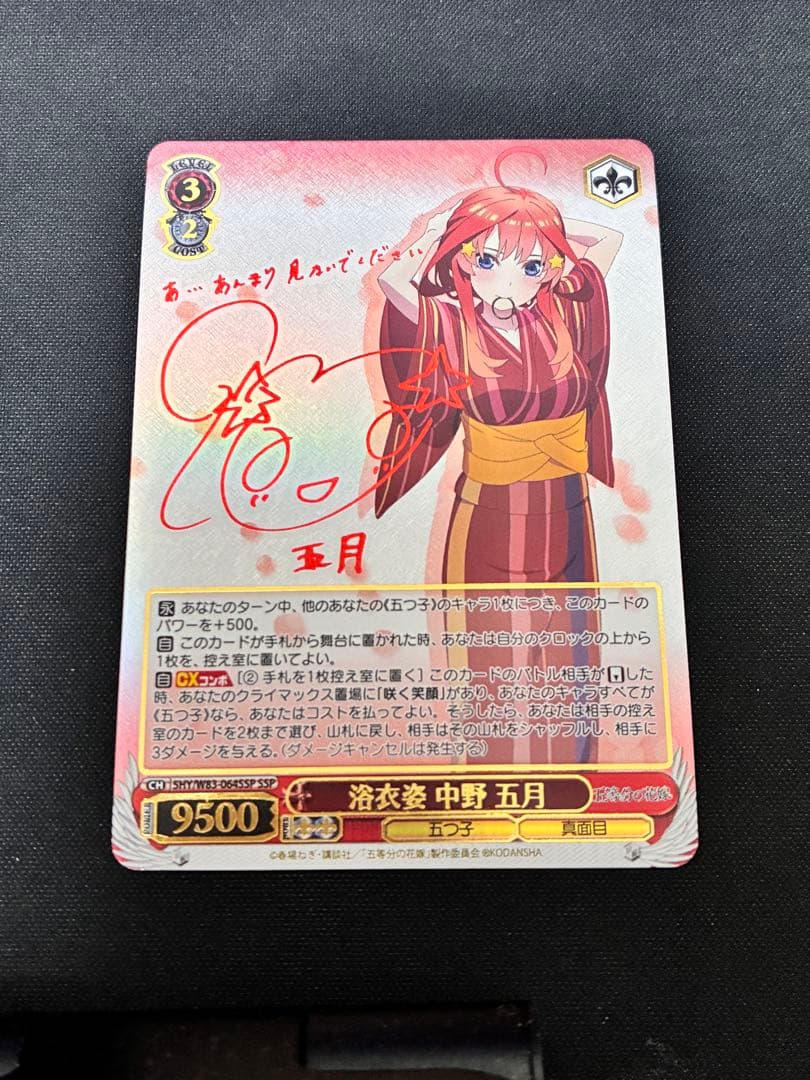 LEVEL
3
2
COST
あ… あんまり 見ないでください
五月
永 あなたのターン中、他のあなたの《五つ子》のキャラ1枚につき、このカードの
パワーを+500。
自 このカードが手札から舞台に置かれた時、あなたは自分のクロックの上から
1枚を、控え室に置いてよい。
自 CXコンボ [② 手札を1枚控え室に置く] このカードのバトル相手が した
時、あなたのクライマックス置場に「咲く笑顔」があり、あなたのキャラすべてが
《五つ子》なら、あなたはコストを払ってよい。そうしたら、あなたは相手の控え
室のカードを2枚まで選び、山札に戻し、相手はその山札をシャッフルし、相手に
3ダメージを与える。(ダメージキャンセルは発生する)
CH 5HY/W83-064SSP SSP
浴衣姿 中野 五月
五等分の花嫁
POWER
9500
SOUL
五つ子
真面目
©春場ねぎ・講談社／「五等分の花嫁」製作委員会 ®KODANSHA